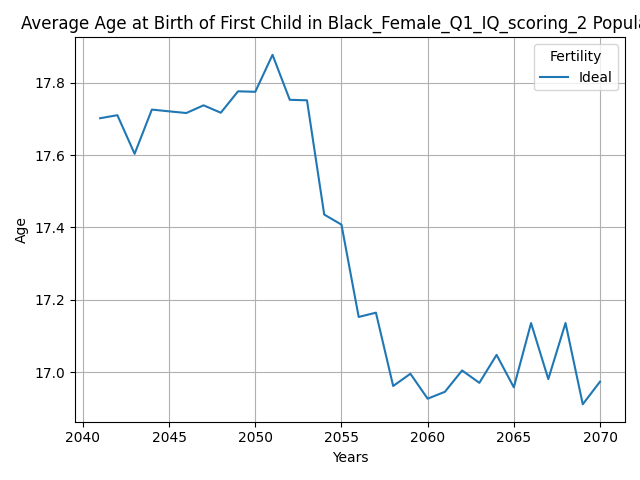 Average Age at Birth of First Child in Black_Female_Q1_IQ_scoring_2 Popula
Fertility
Ideal
17.8
17.6
17.4
17.2
17.0
Age
2040 2045 2050 2055 2060 2065 2070
Years